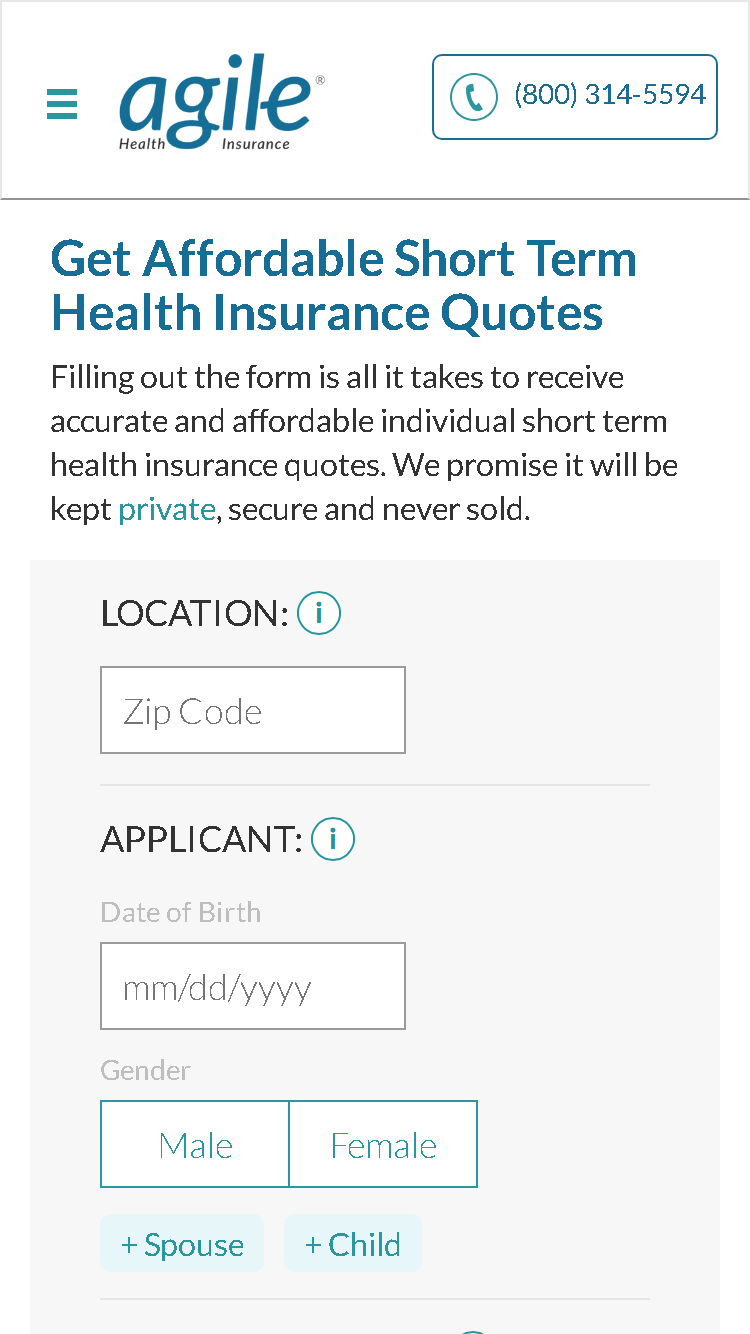 agile®
Health Insurance
(800) 314-5594
Get Affordable Short Term
Health Insurance Quotes
Filling out the form is all it takes to receive
accurate and affordable individual short term
health insurance quotes. We promise it will be
kept private, secure and never sold.
LOCATION: i
Zip Code
APPLICANT: i
Date of Birth
mm/dd/yyyy
Gender
Male Female
+ Spouse + Child